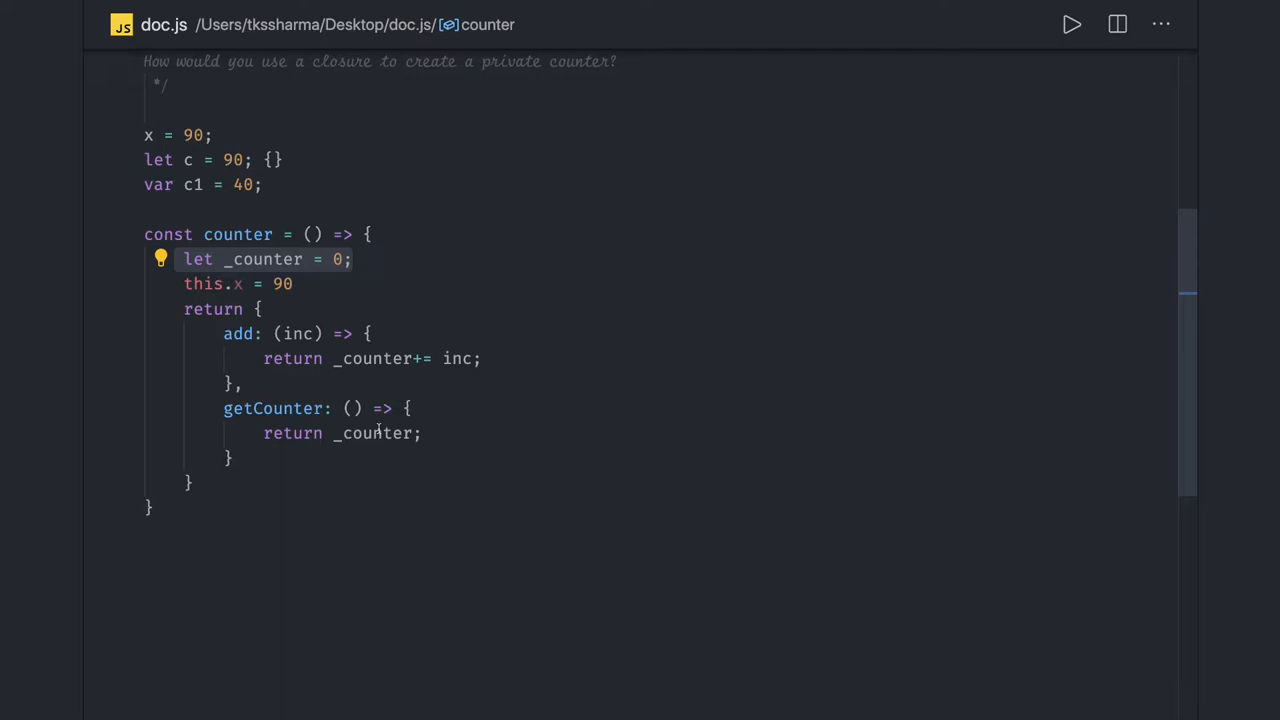 JS doc.js /Users/tkssharma/Desktop/doc.js/ counter
How would you use a closure to create a private counter?
*/
x = 90;
let c = 90; {}
var c1 = 40;
const counter = () => {
let _counter = 0;
this.x = 90
return {
add: (inc) => {
return _counter+= inc;
},
getCounter: () => {
return _counter;
}
}
}